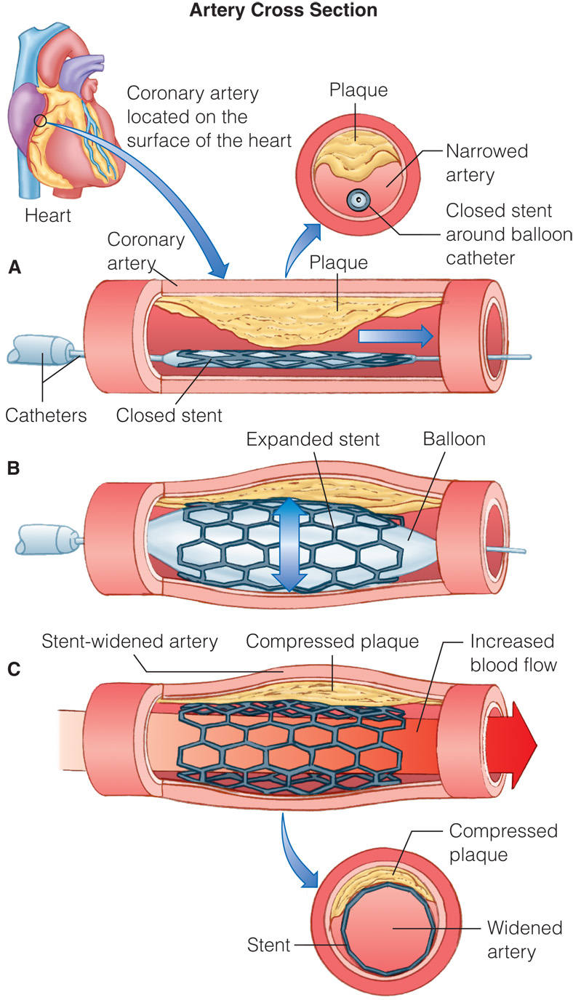 Artery Cross Section
Coronary artery
located on the
surface of the heart
Heart
Plaque
Narrowed
artery
Closed stent
around balloon
catheter
A
Coronary
artery
Plaque
Catheters
Closed stent
B
Expanded stent
Balloon
C
Stent-widened artery
Compressed plaque
Increased
blood flow
Compressed
plaque
Stent
Widened
artery